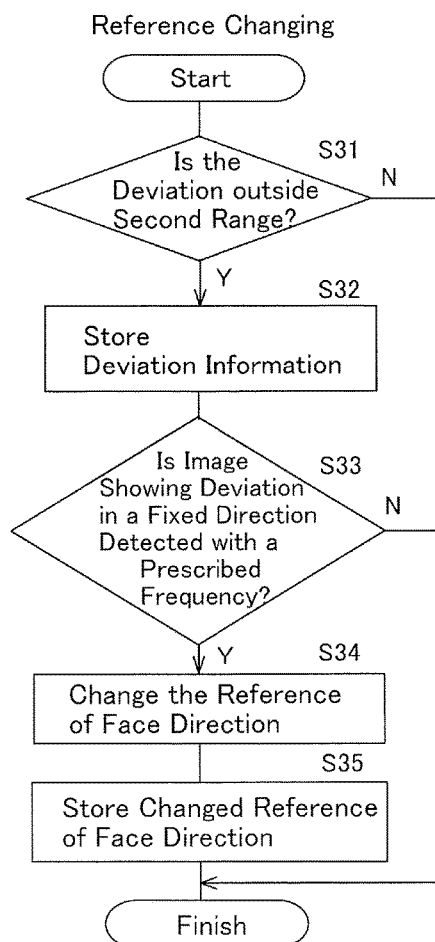 Reference Changing
Start
S31
Is the
Deviation outside
Second Range?
N
Y
S32
Store
Deviation Information
S33
Is Image
Showing Deviation
in a Fixed Direction
Detected with a
Prescribed
Frequency?
N
Y
S34
Change the Reference
of Face Direction
S35
Store Changed Reference
of Face Direction
Finish